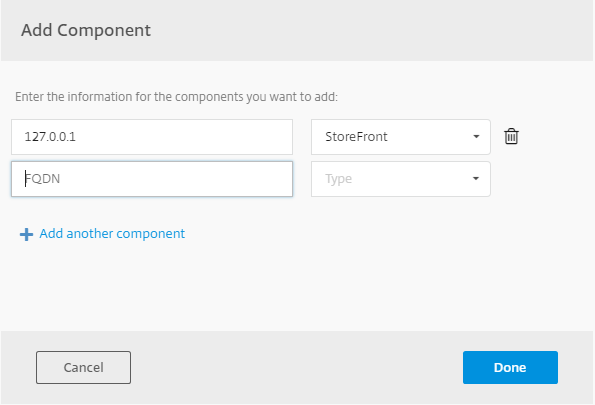 Add Component
Enter the information for the components you want to add:
127.0.0.1 StoreFront
FQDN Type
Add another component
Cancel Done